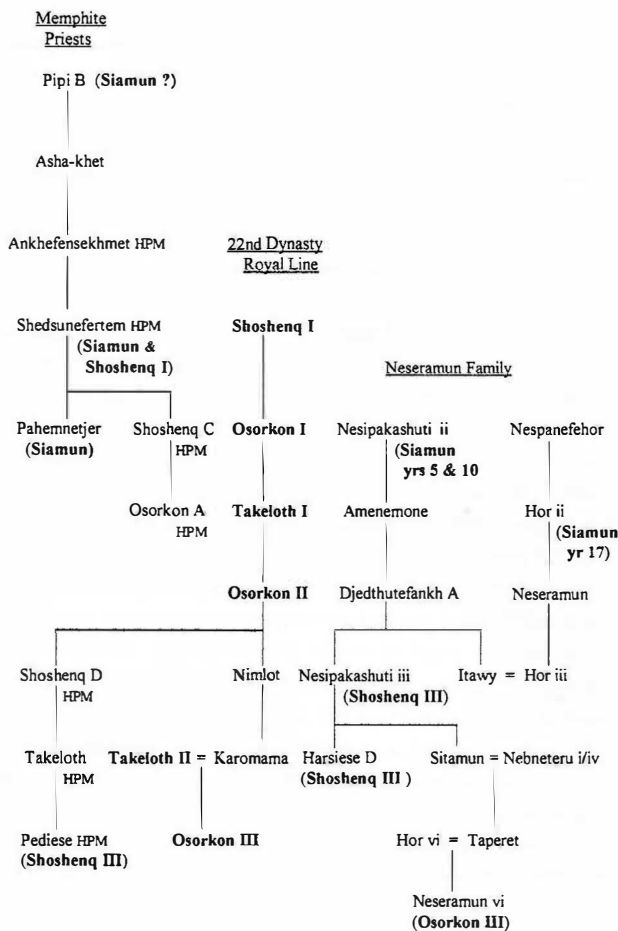 Memphite
Priests
Pipi B (Siamun ?)
Asha-khet
Ankhefensekhmet HPM
22nd Dynasty
Royal Line
Shedsunefertem HPM
(Siamun &
Shoshenq I)
Shoshenq I
Neseramun Family
Pahemnetjer
(Siamun)
Shoshenq C
HPM
Osorkon I
Nesipakashuti ii
(Siamun
yrs 5 & 10
Nespanefehor
Osorkon A
HPM
Takeloth I
Amenemone
Hor ii
(Siamun
yr 17)
Osorkon II
Djedthutefankh A
Neseramun
Shoshenq D
HPM
Nimlot
Nesipakashuti iii
(Shoshenq III)
Itawy = Hor iii
Takeloth
HPM
Takeloth II = Karomama
Harsiese D
(Shoshenq III )
Sitamun = Nebneteru i/iv
Pediese HPM
(Shoshenq III)
Osorkon III
Hor vi = Taperet
Neseramun vi
(Osorkon III)